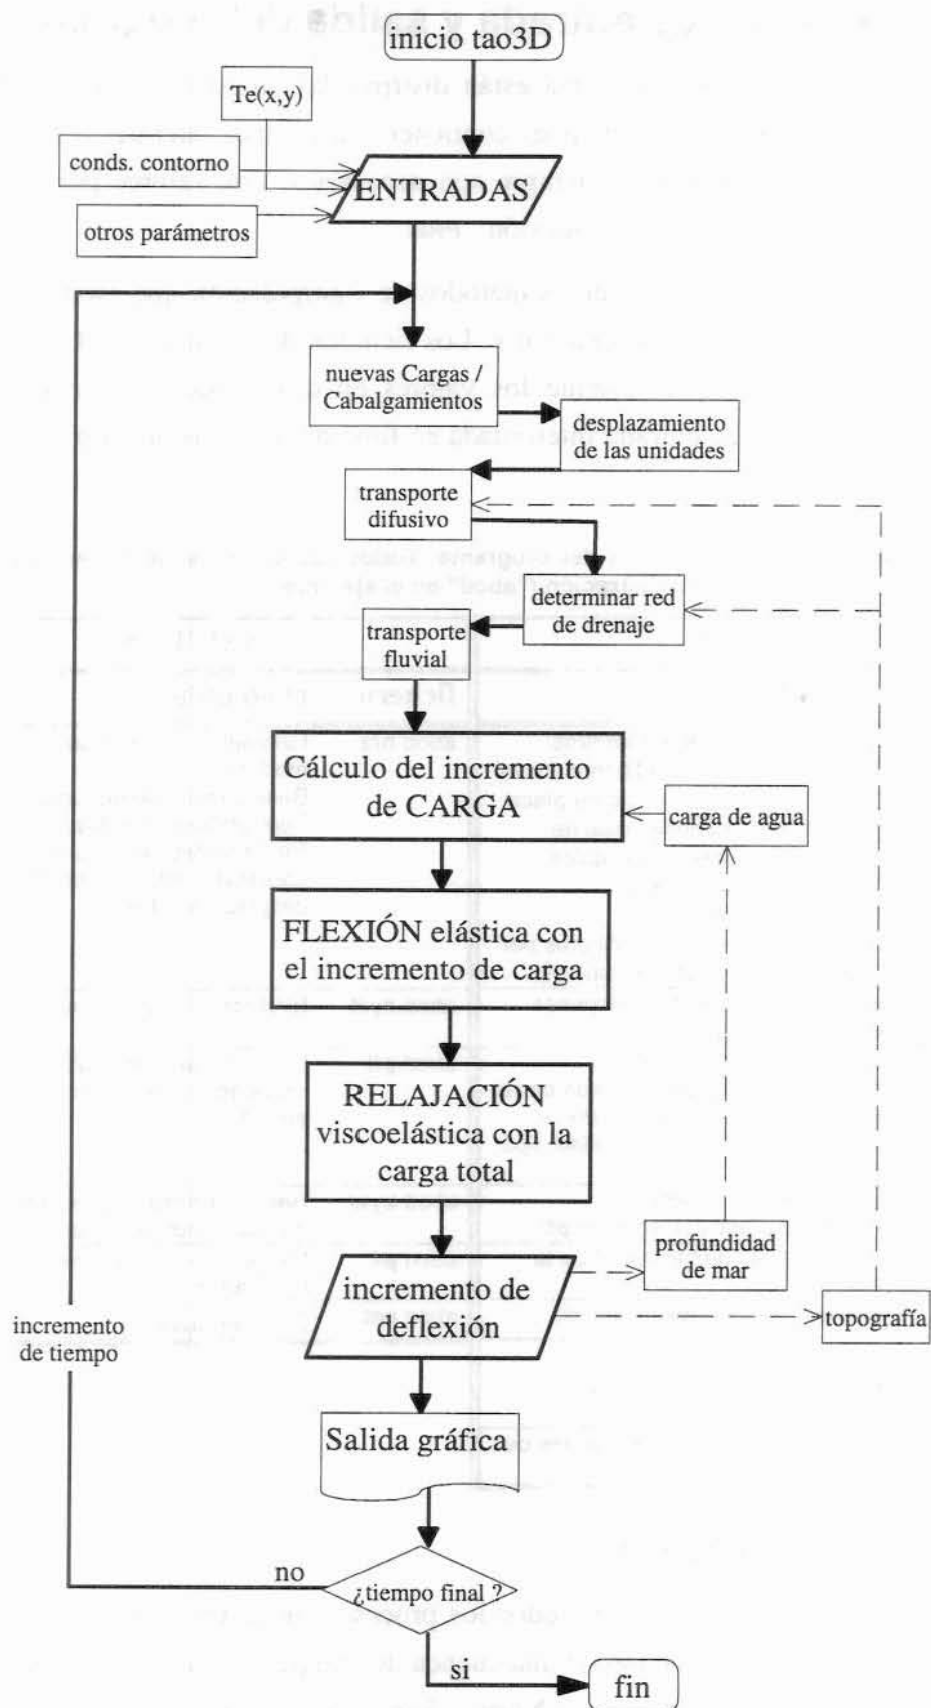 inicio tao3D
Te(x,y)
conds. contorno
ENTRADAS
otros parámetros
nuevas Cargas /
Cabalgamientos
desplazamiento
de las unidades
transporte
difusivo
determinar red
de drenaje
transporte
fluvial
Cálculo del incremento
de CARGA
carga de agua
FLEXIÓN elástica con
el incremento de carga
RELAJACIÓN
viscoelástica con la
carga total
profundidad
de mar
incremento de
deflexión
topografía
incremento
de tiempo
Salida gráfica
no
¿tiempo final ?
si
fin